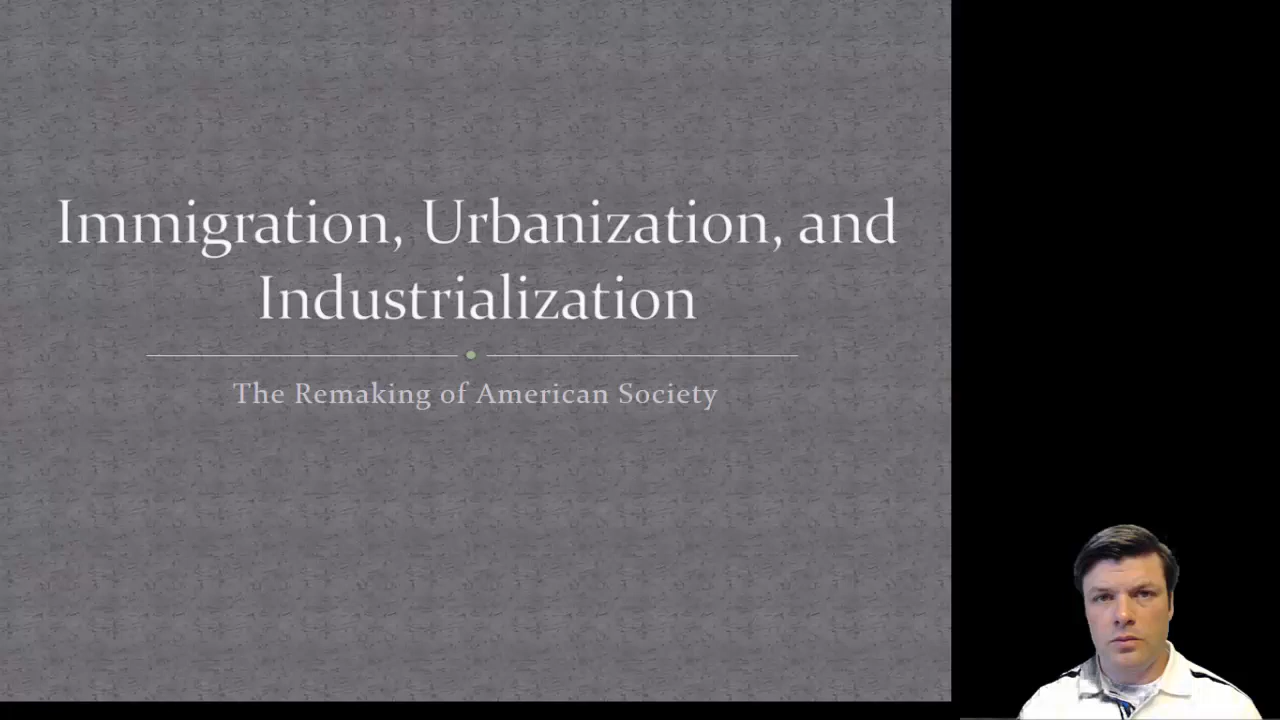 Immigration, Urbanization, and
Industrialization
The Remaking of American Society